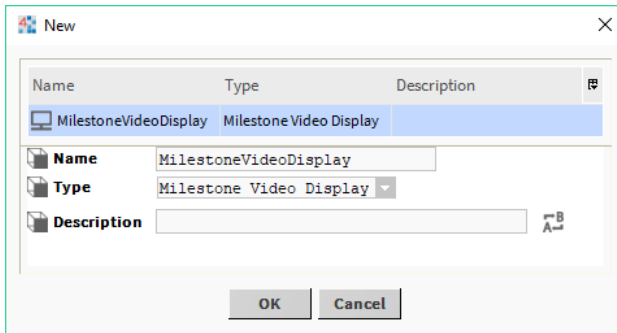 New
Name Type Description
MilestoneVideoDisplay Milestone Video Display
Name MilestoneVideoDisplay
Type Milestone Video Display
Description
OK Cancel